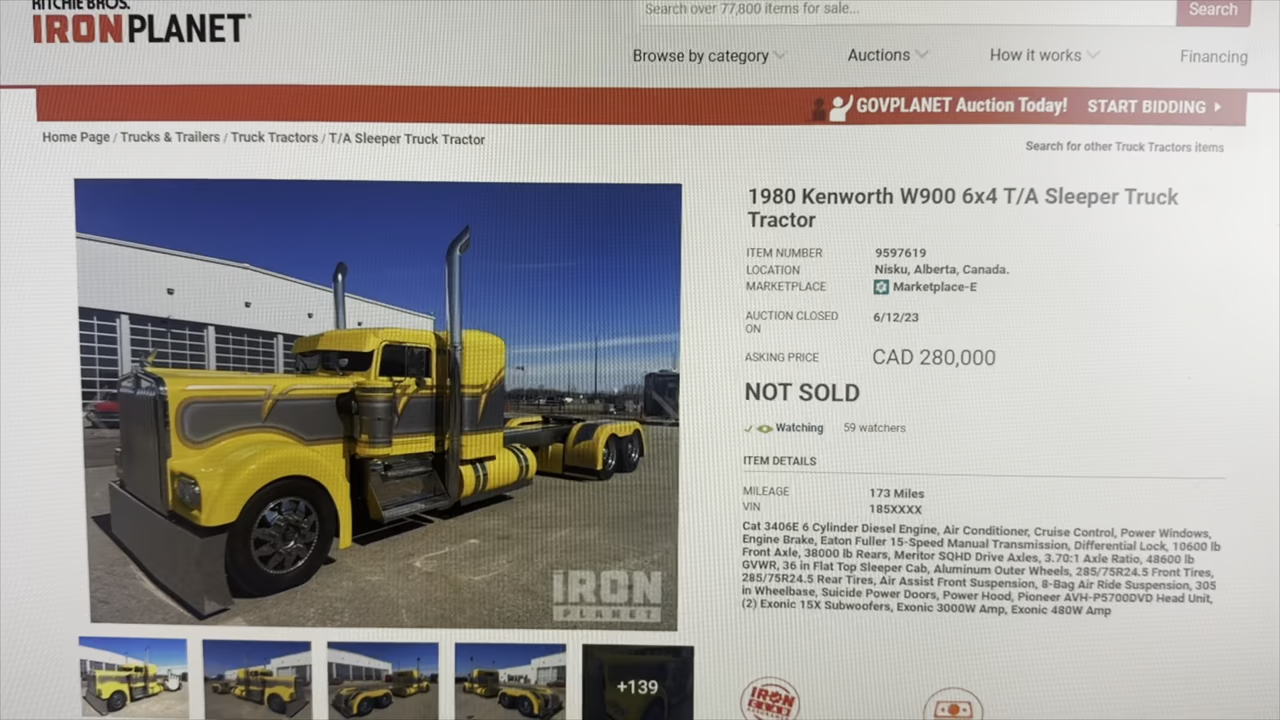 RITCHIE BROS.
IRONPLANET
Search over 77,800 items for sale...
Search
Browse by category
Auctions
How it works
Financing
GOVPLANET Auction Today! START BIDDING
Home Page / Trucks & Trailers / Truck Tractors / T/A Sleeper Truck Tractor
Search for other Truck Tractors items
1980 Kenworth W900 6x4 T/A Sleeper Truck
Tractor
ITEM NUMBER 9597619
LOCATION Nisku, Alberta, Canada.
MARKETPLACE Marketplace-E
AUCTION CLOSED
ON
6/12/23
ASKING PRICE CAD 280,000
NOT SOLD
Watching 59 watchers
ITEM DETAILS
MILEAGE 173 Miles
VIN 185XXXX
Cat 3406E 6 Cylinder Diesel Engine, Air Conditioner, Cruise Control, Power Windows,
Engine Brake, Eaton Fuller 15-Speed Manual Transmission, Differential Lock, 10600 lb
Front Axle, 38000 lb Rears, Meritor SQHD Drive Axles, 3.70:1 Axle Ratio, 48600 lb
GVWR, 36 in Flat Top Sleeper Cab, Aluminum Outer Wheels, 285/75R24.5 Front Tires,
285/75R24.5 Rear Tires, Air Assist Front Suspension, 8-Bag Air Ride Suspension, 305
in Wheelbase, Suicide Power Doors, Power Hood, Pioneer AVH-P5700DVD Head Unit,
(2) Exonic 15X Subwoofers, Exonic 3000W Amp, Exonic 480W Amp
IRON
PLANET
+139
IRON